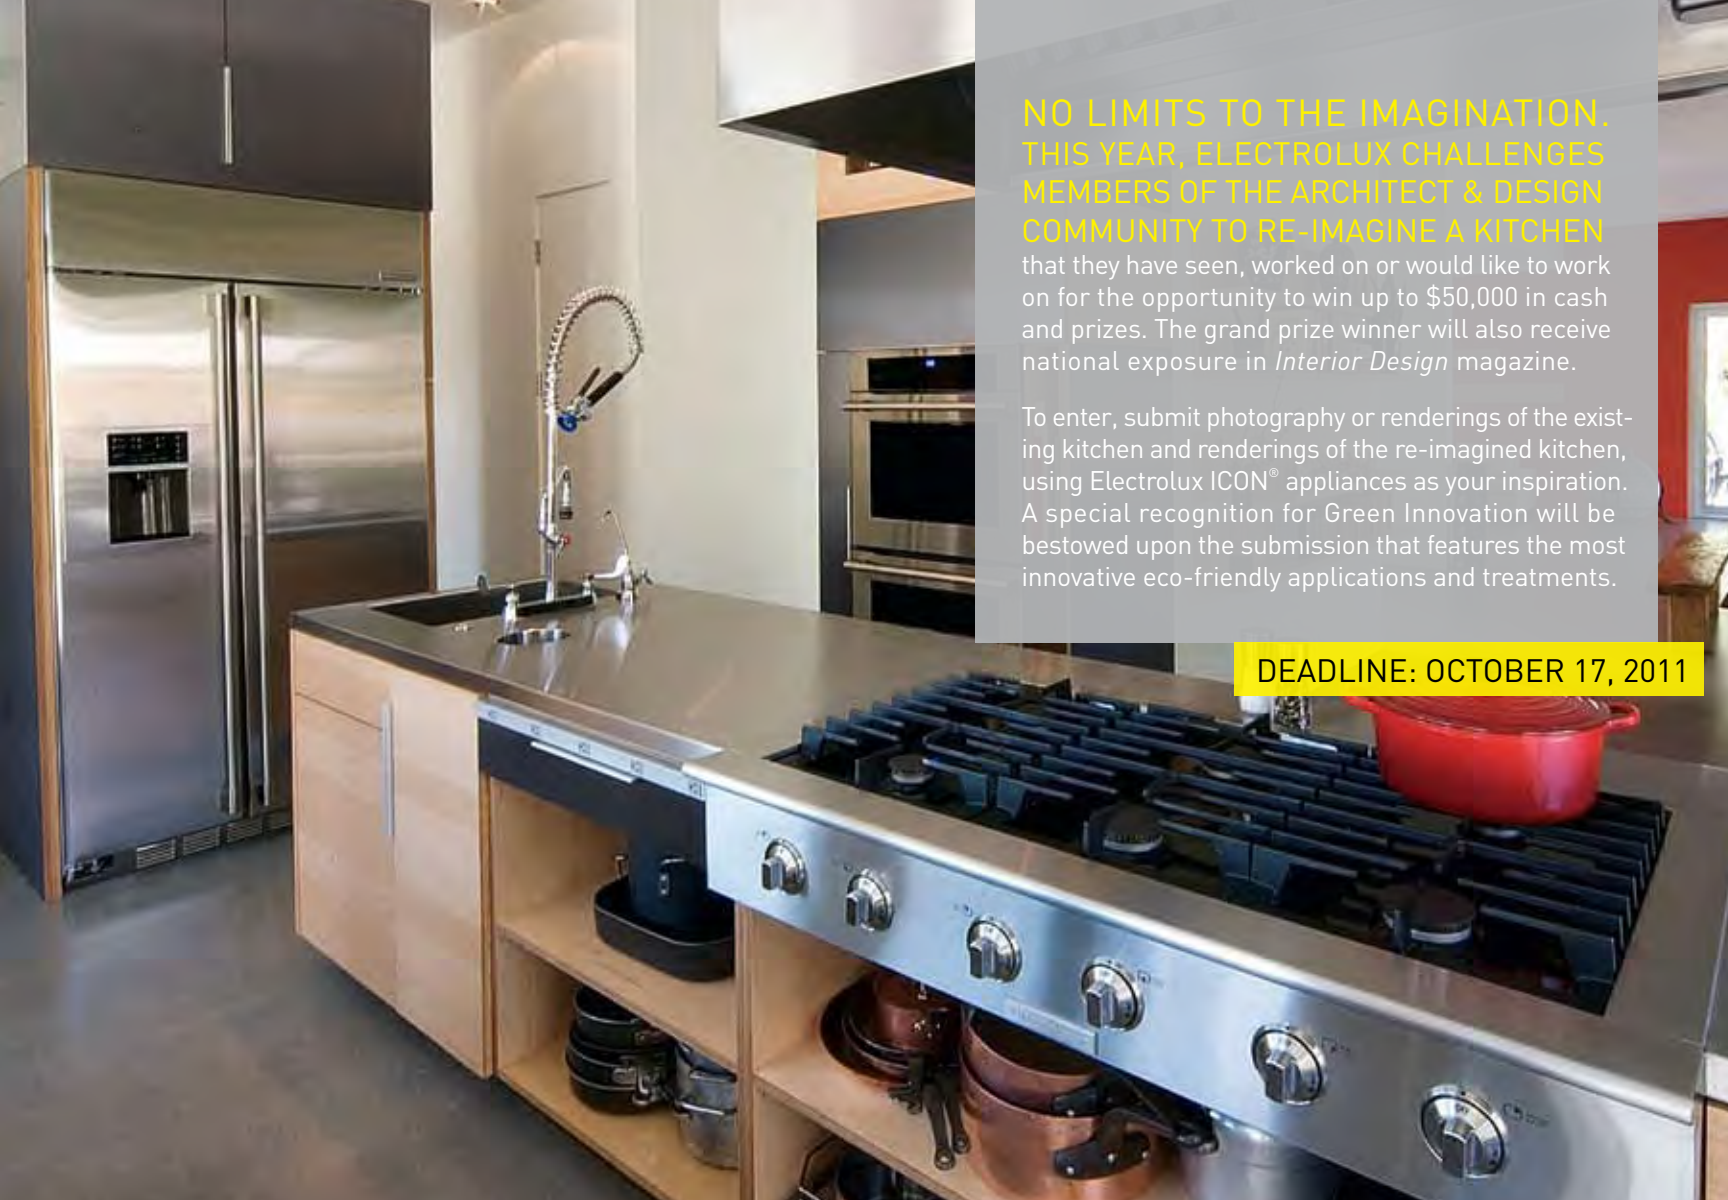 NO LIMITS TO THE IMAGINATION.
THIS YEAR, ELECTROLUX CHALLENGES
MEMBERS OF THE ARCHITECT & DESIGN
COMMUNITY TO RE-IMAGINE A KITCHEN
that they have seen, worked on or would like to work
on for the opportunity to win up to $50,000 in cash
and prizes. The grand prize winner will also receive
national exposure in Interior Design magazine.
To enter, submit photography or renderings of the exist-
ing kitchen and renderings of the re-imagined kitchen,
using Electrolux ICON® appliances as your inspiration.
A special recognition for Green Innovation will be
bestowed upon the submission that features the most
innovative eco-friendly applications and treatments.
DEADLINE: OCTOBER 17, 2011